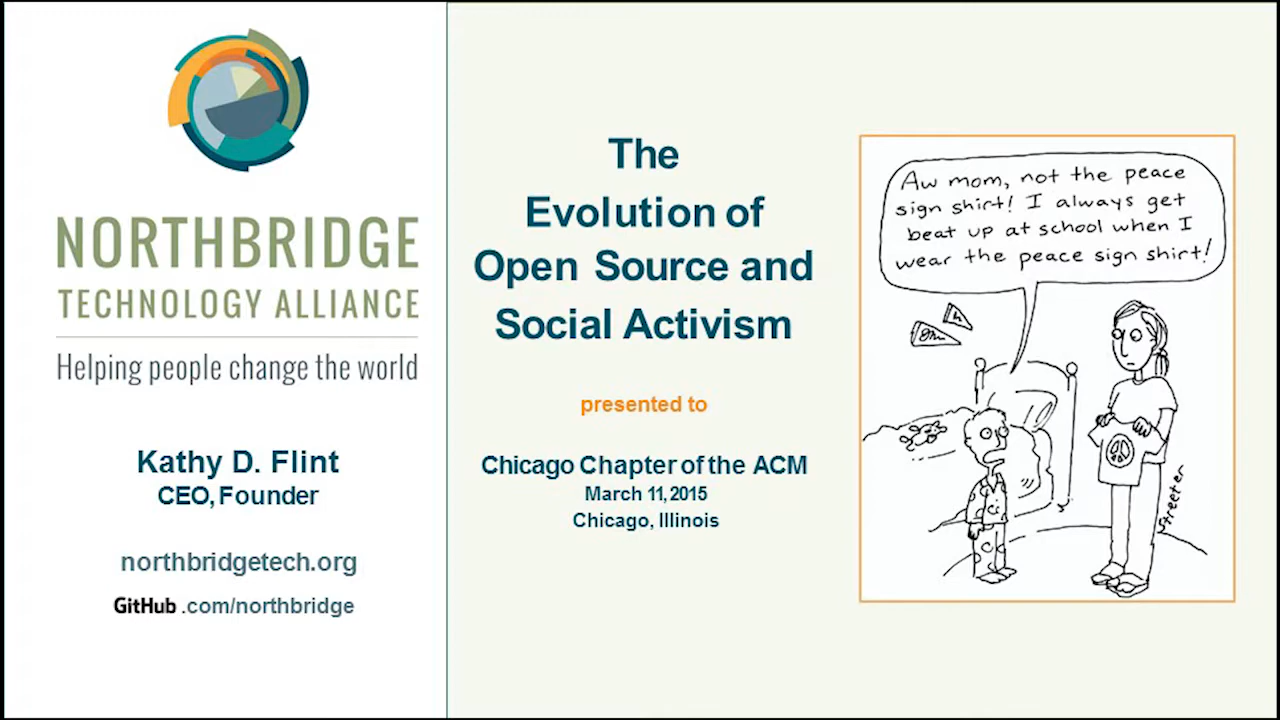 NORTHBRIDGE
TECHNOLOGY ALLIANCE
Helping people change the world
Kathy D. Flint
CEO, Founder
northbridgetech.org
GitHub .com/northbridge
The
Evolution of
Open Source and
Social Activism
presented to
Chicago Chapter of the ACM
March 11, 2015
Chicago, Illinois
Aw mom, not the peace
sign shirt! I always get
beat up at school when I
wear the peace sign shirt!
Streeter